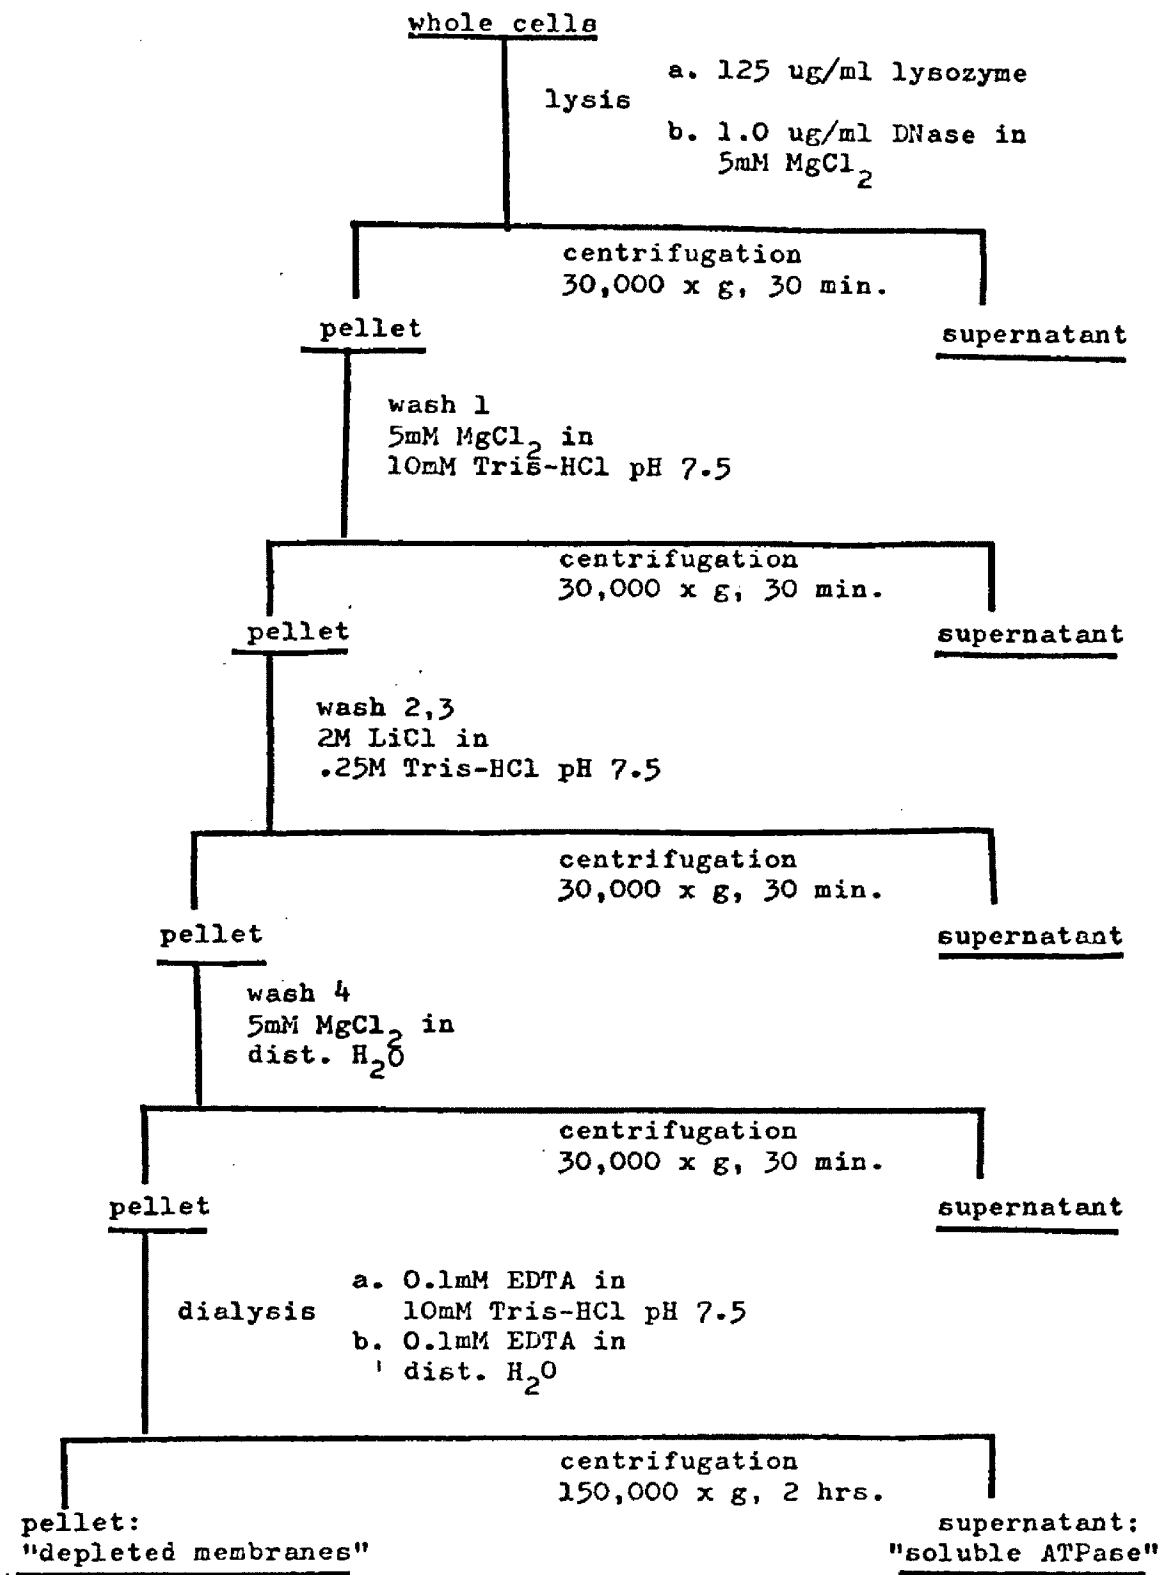 whole cells
a. 125 ug/ml lysozyme
lysis
b. 1.0 ug/ml DNase in
5mM MgCl2
centrifugation
30,000 x g, 30 min.
pellet
supernatant
wash 1
5mM MgCl2 in
10mM Tris-HCl pH 7.5
centrifugation
30,000 x g, 30 min.
pellet
supernatant
wash 2,3
2M LiCl in
.25M Tris-HCl pH 7.5
centrifugation
30,000 x g, 30 min.
pellet
supernatant
wash 4
5mM MgCl2 in
dist. H2O
centrifugation
30,000 x g, 30 min.
pellet
supernatant
a. 0.1mM EDTA in
dialysis 10mM Tris-HCl pH 7.5
b. 0.1mM EDTA in
dist. H2O
centrifugation
150,000 x g, 2 hrs.
pellet:
"depleted membranes"
supernatant:
"soluble ATPase"